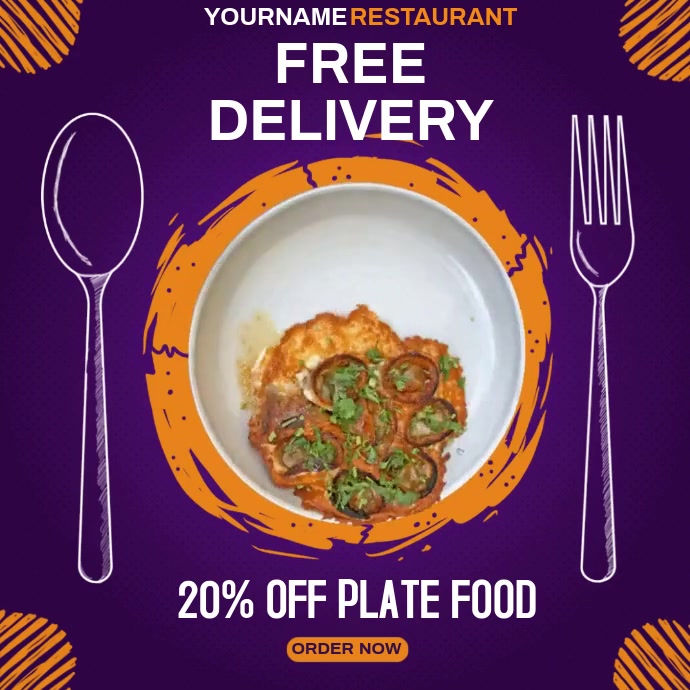 YOURNAME RESTAURANT
FREE
DELIVERY
20% OFF PLATE FOOD
ORDER NOW